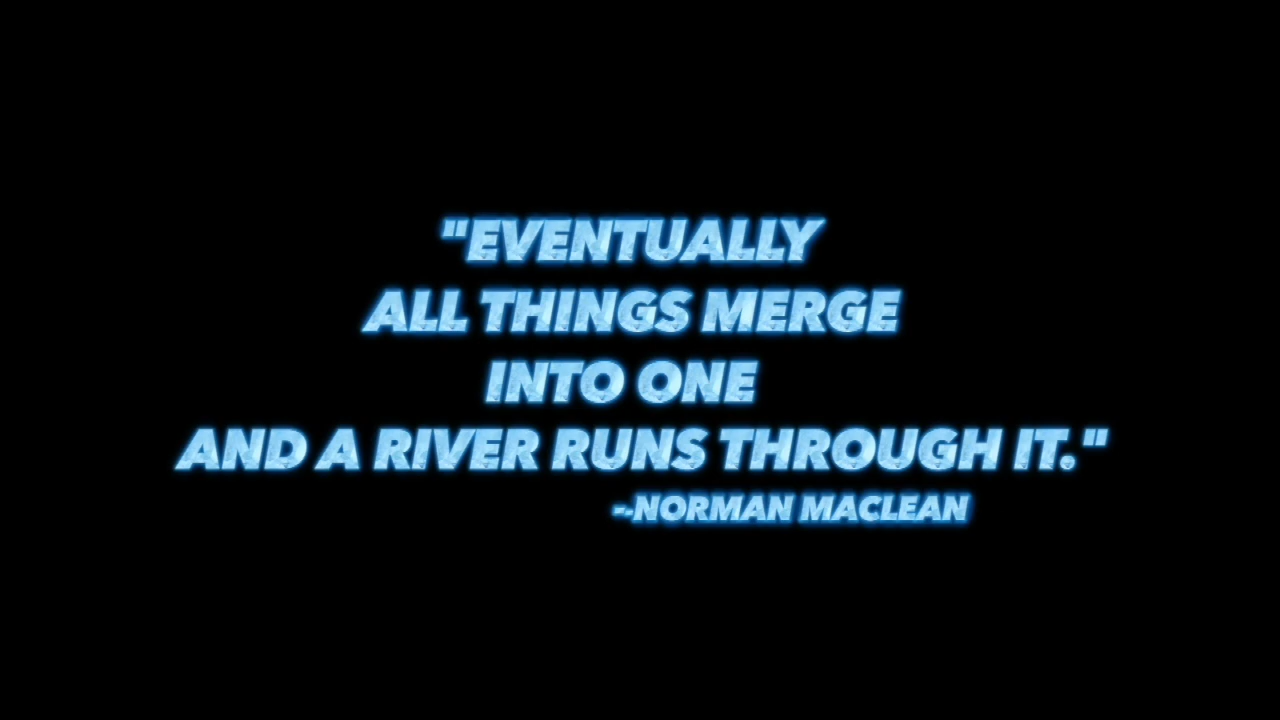 "EVENTUALLY
ALL THINGS MERGE
INTO ONE
AND A RIVER RUNS THROUGH IT."
--NORMAN MACLEAN